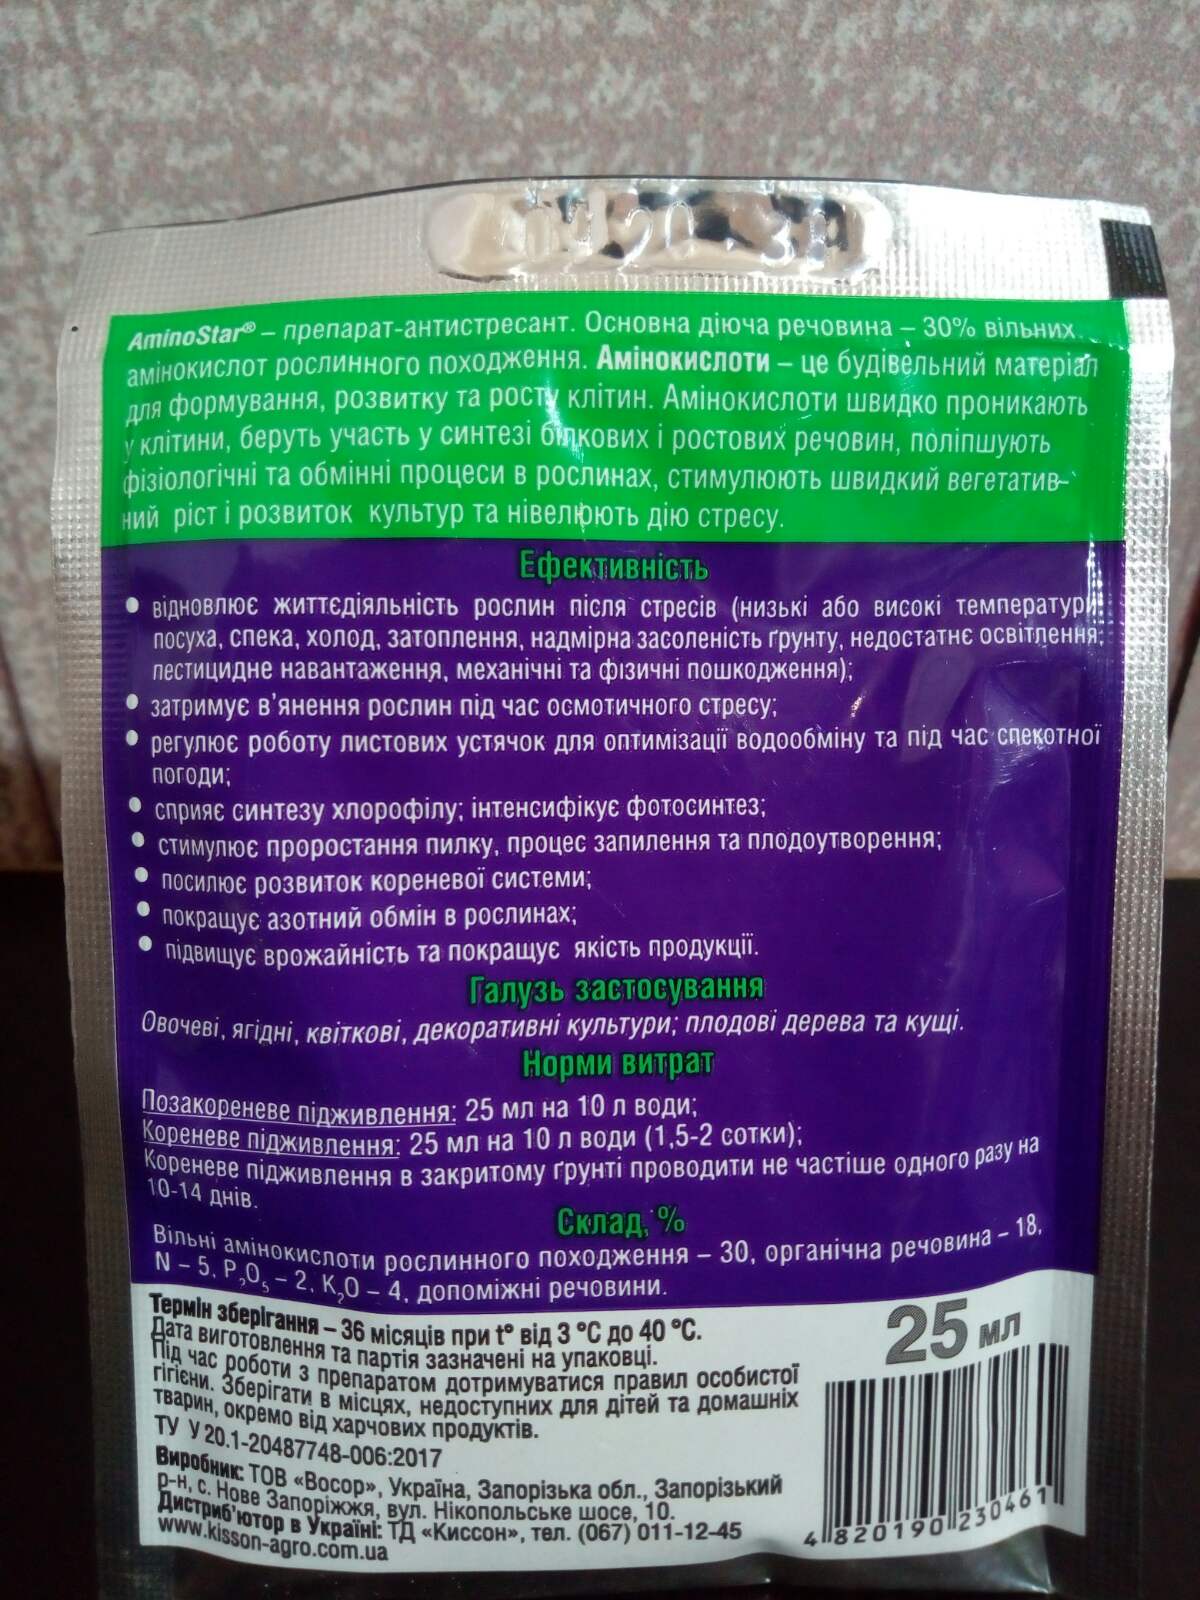 AminoStar® – препарат-антистресант. Основна діюча речовина – 30% вільних
амінокислот рослинного походження. Амінокислоти – це будівельний матеріал
для формування, розвитку та росту клітин. Амінокислоти швидко проникають
у клітини, беруть участь у синтезі білкових і ростових речовин, поліпшують
фізіологічні та обмінні процеси в рослинах, стимулюють швидкий вегетатив-
ний ріст і розвиток культур та нівелюють дію стресу.
Ефективність
• відновлює життєдіяльність рослин після стресів (низькі або високі температури
посуха, спека, холод, затоплення, надмірна засоленість ґрунту, недостатнє освітлення,
пестицидне навантаження, механічні та фізичні пошкодження);
• затримує в'янення рослин під час осмотичного стресу;
• регулює роботу листових устячок для оптимізації водообміну та під час спекотної
погоди;
• сприяє синтезу хлорофілу; інтенсифікує фотосинтез;
• стимулює проростання пилку, процес запилення та плодоутворення;
• посилює розвиток кореневої системи;
• покращує азотний обмін в рослинах;
• підвищує врожайність та покращує якість продукції.
Галузь застосування
Овочеві, ягідні, квіткові, декоративні культури; плодові дерева та кущі.
Норми витрат
Позакореневе підживлення: 25 мл на 10 л води;
Кореневе підживлення: 25 мл на 10 л води (1,5-2 сотки);
Кореневе підживлення в закритому ґрунті проводити не частіше одного разу на
10-14 днів.
Склад, %
Вільні амінокислоти рослинного походження – 30, органічна речовина – 18,
N – 5, P₂O₅ – 2, K₂O – 4, допоміжні речовини.
Термін зберігання – 36 місяців при t° від 3 °C до 40 °C.
Дата виготовлення та партія зазначені на упаковці.
Під час роботи з препаратом дотримуватися правил особистої
гігієни. Зберігати в місцях, недоступних для дітей та домашніх
тварин, окремо від харчових продуктів.
ТУ У 20.1-20487748-006:2017
Виробник: ТОВ «Восор», Україна, Запорізька обл., Запорізький
р-н, с. Нове Запоріжжя, вул. Нікопольське шосе, 10.
Дистриб'ютор в Україні: ТД «Киссон», тел. (067) 011-12-45
www.kisson-agro.com.ua
25 мл
4 820190 230461